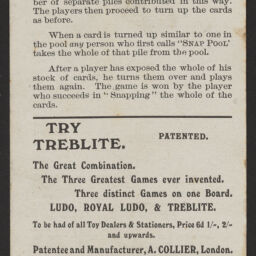 ber of separate piles contributed in this way.
The players then proceed to turn up the cards
as before.
When a card is turned up similar to one in
the pool any person who first calls "SNAP POOL'
takes the whole of that pile from the pool.
After a player has exposed the whole of his
stock of cards, he turns them over and plays
them again. The game is won by the player
who succeeds in "Snapping" the whole of the
cards.
TRY
TREBLITE. PATENTED.
The Great Combination.
The Three Greatest Games ever invented.
Three distinct Games on one Board.
LUDO, ROYAL LUDO, & TREBLITE.
To be had of all Toy Dealers & Stationers, Price 6d 1/-, 2/-
and upwards.
Patentee and Manufacturer, A. COLLIER, London.